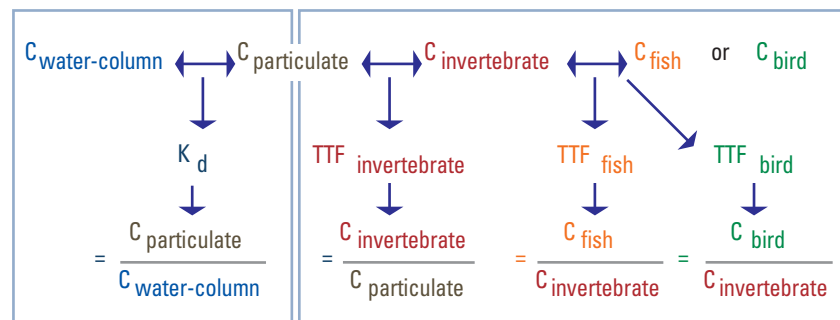 C water-column C particulate C invertebrate C fish or C bird
K d TTF invertebrate TTF fish TTF bird
= C particulate = C invertebrate = C fish = C bird
C water-column C particulate C invertebrate C invertebrate